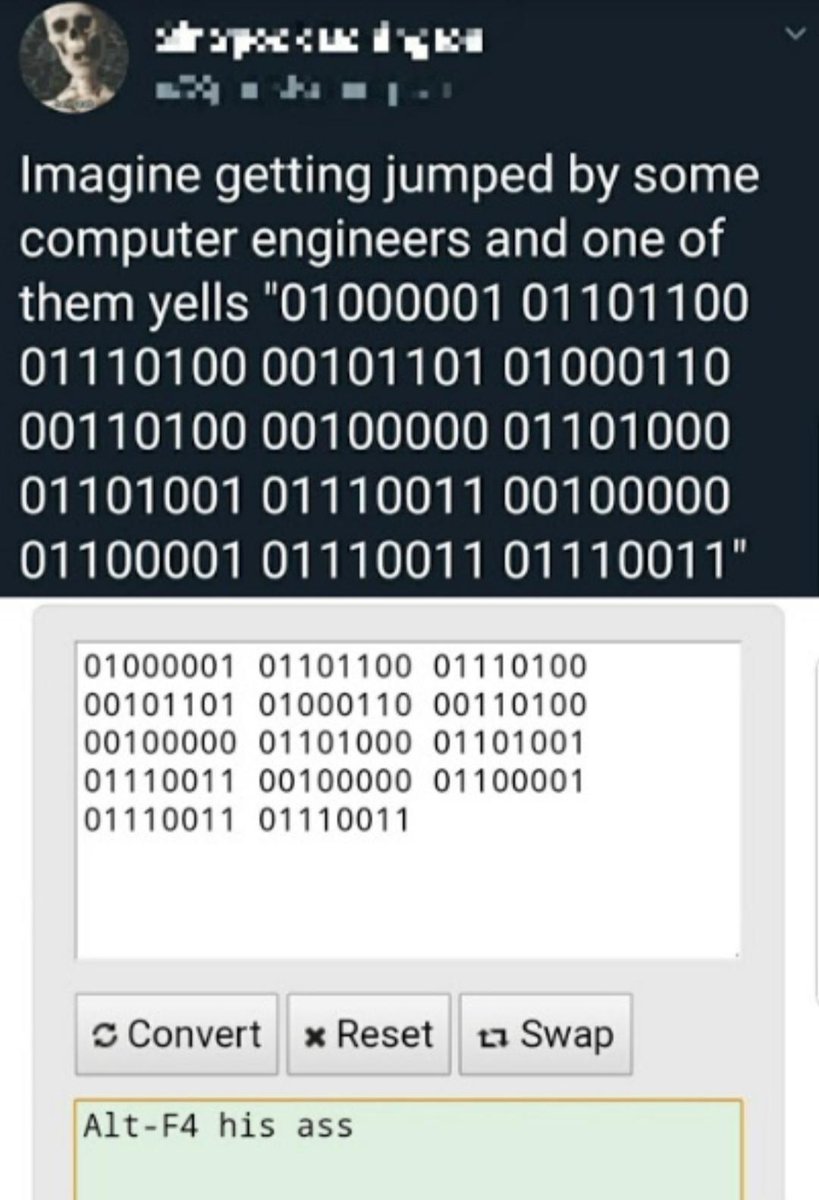 Imagine getting jumped by some
computer engineers and one of
them yells "01000001 01101100
01110100 00101101 01000110
00110100 00100000 01101000
01101001 01110011 00100000
01100001 01110011 01110011"
01000001 01101100 01110100
00101101 01000110 00110100
00100000 01101000 01101001
01110011 00100000 01100001
01110011 01110011
Convert Reset Swap
Alt-F4 his ass